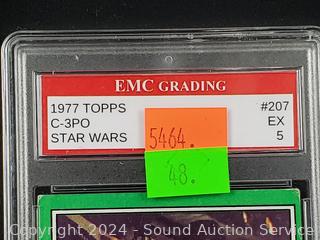 EMC GRADING
1977 TOPPS
#207
C-3PO
EX
STAR WARS
5
5464.
48.
Copyright 2024 - Sound Auction Service